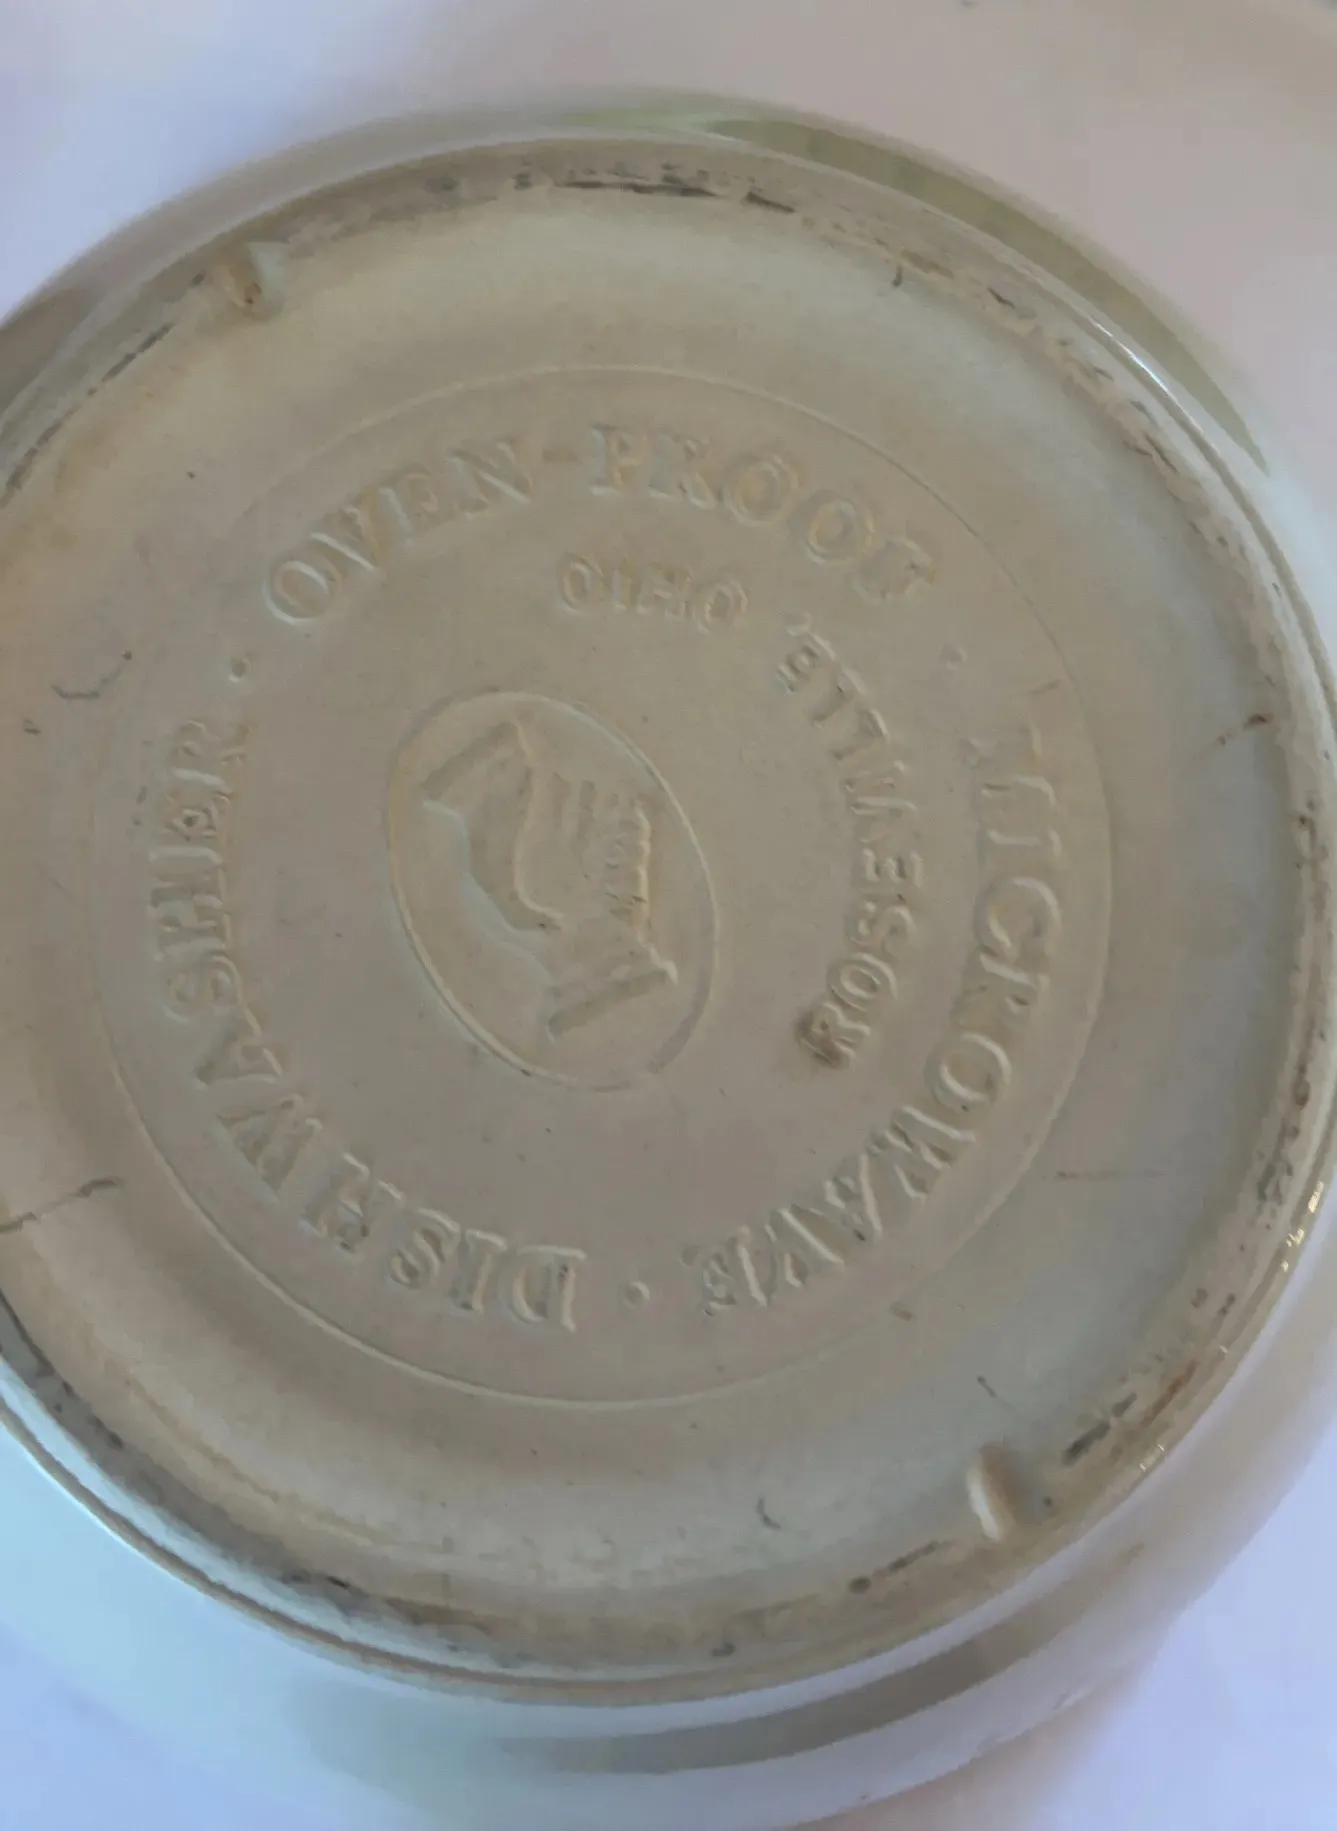 OVEN-PROOF · MICROWAVE · DISHWASHER ·
ROSEVILLE, OHIO